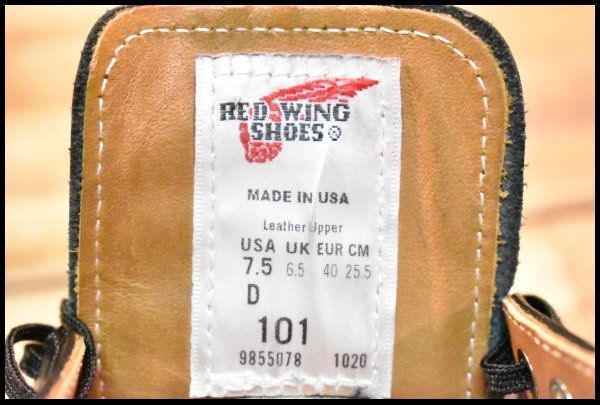 RED WING
SHOES®
MADE IN USA
Leather Upper
USA UK EUR CM
7.5 6.5 40 25.5
D
101
9855078 1020